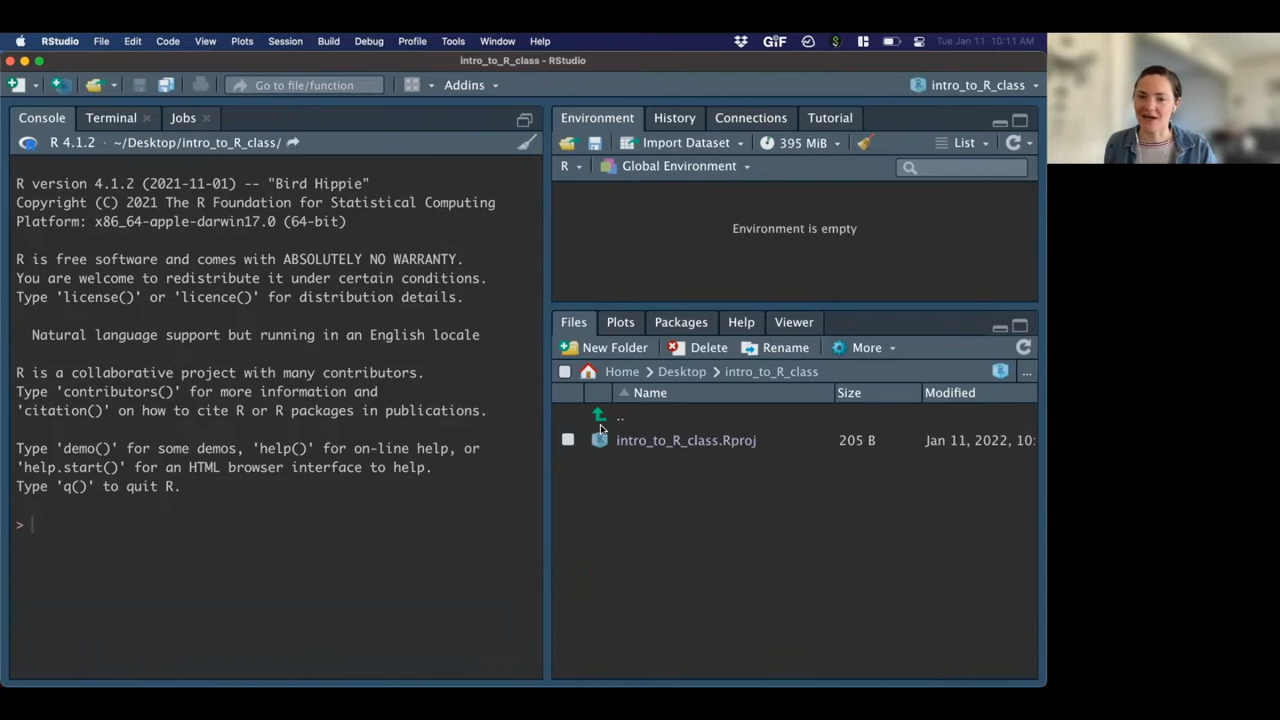 RStudio File Edit Code View Plots Session Build Debug Profile Tools Window Help GIF $ Tue Jan 11 10:11 AM
intro_to_R_class - RStudio
Go to file/function Addins intro_to_R_class
Console Terminal Jobs
R 4.1.2 · ~/Desktop/intro_to_R_class/
R version 4.1.2 (2021-11-01) -- "Bird Hippie"
Copyright (C) 2021 The R Foundation for Statistical Computing
Platform: x86_64-apple-darwin17.0 (64-bit)
R is free software and comes with ABSOLUTELY NO WARRANTY.
You are welcome to redistribute it under certain conditions.
Type 'license()' or 'licence()' for distribution details.
Natural language support but running in an English locale
R is a collaborative project with many contributors.
Type 'contributors()' for more information and
'citation()' on how to cite R or R packages in publications.
Type 'demo()' for some demos, 'help()' for on-line help, or
'help.start()' for an HTML browser interface to help.
Type 'q()' to quit R.
>
Environment History Connections Tutorial
Import Dataset 395 MiB List
R Global Environment
Environment is empty
Files Plots Packages Help Viewer
New Folder Delete Rename More
Home Desktop intro_to_R_class ...
Name Size Modified
..
intro_to_R_class.Rproj 205 B Jan 11, 2022, 10: